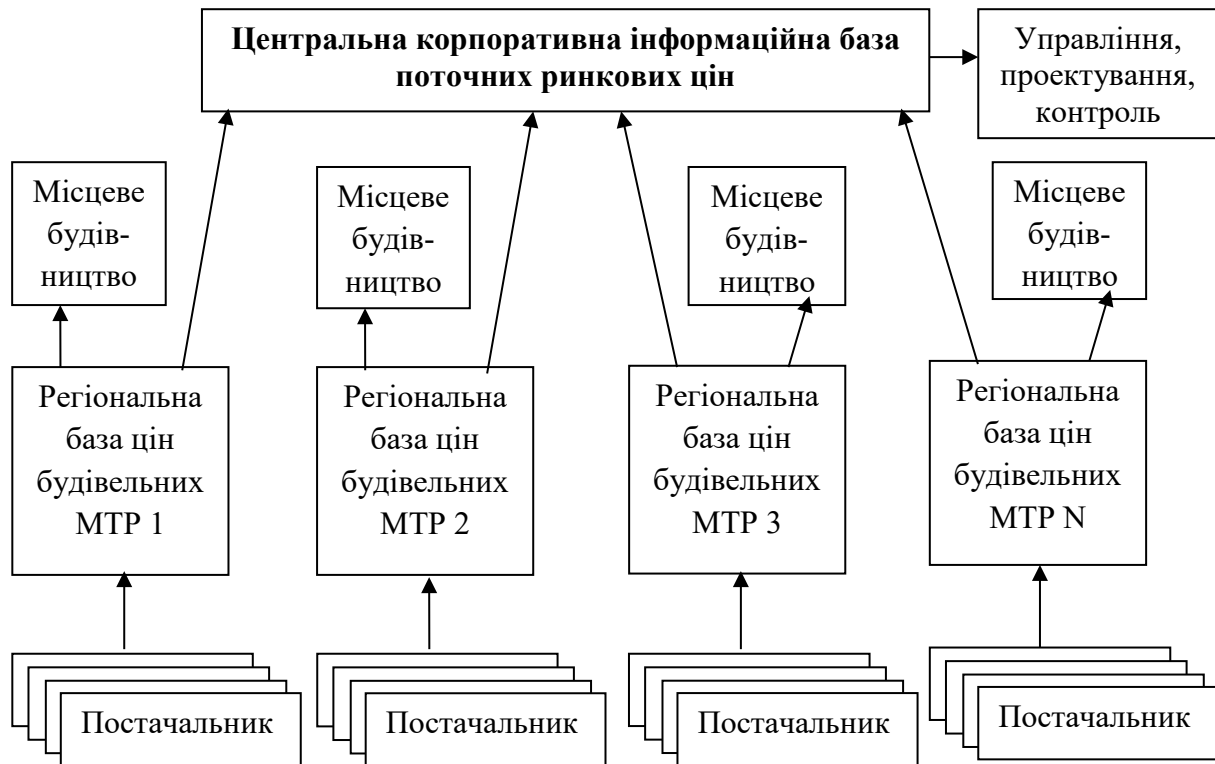 Центральна корпоративна інформаційна база
поточних ринкових цін
Управління,
проектування,
контроль
Місцеве
будів-
ництво
Місцеве
будів-
ництво
Місцеве
будів-
ництво
Місцеве
будів-
ництво
Регіональна
база цін
будівельних
МТР 1
Регіональна
база цін
будівельних
МТР 2
Регіональна
база цін
будівельних
МТР 3
Регіональна
база цін
будівельних
МТР N
Постачальник
Постачальник
Постачальник
Постачальник